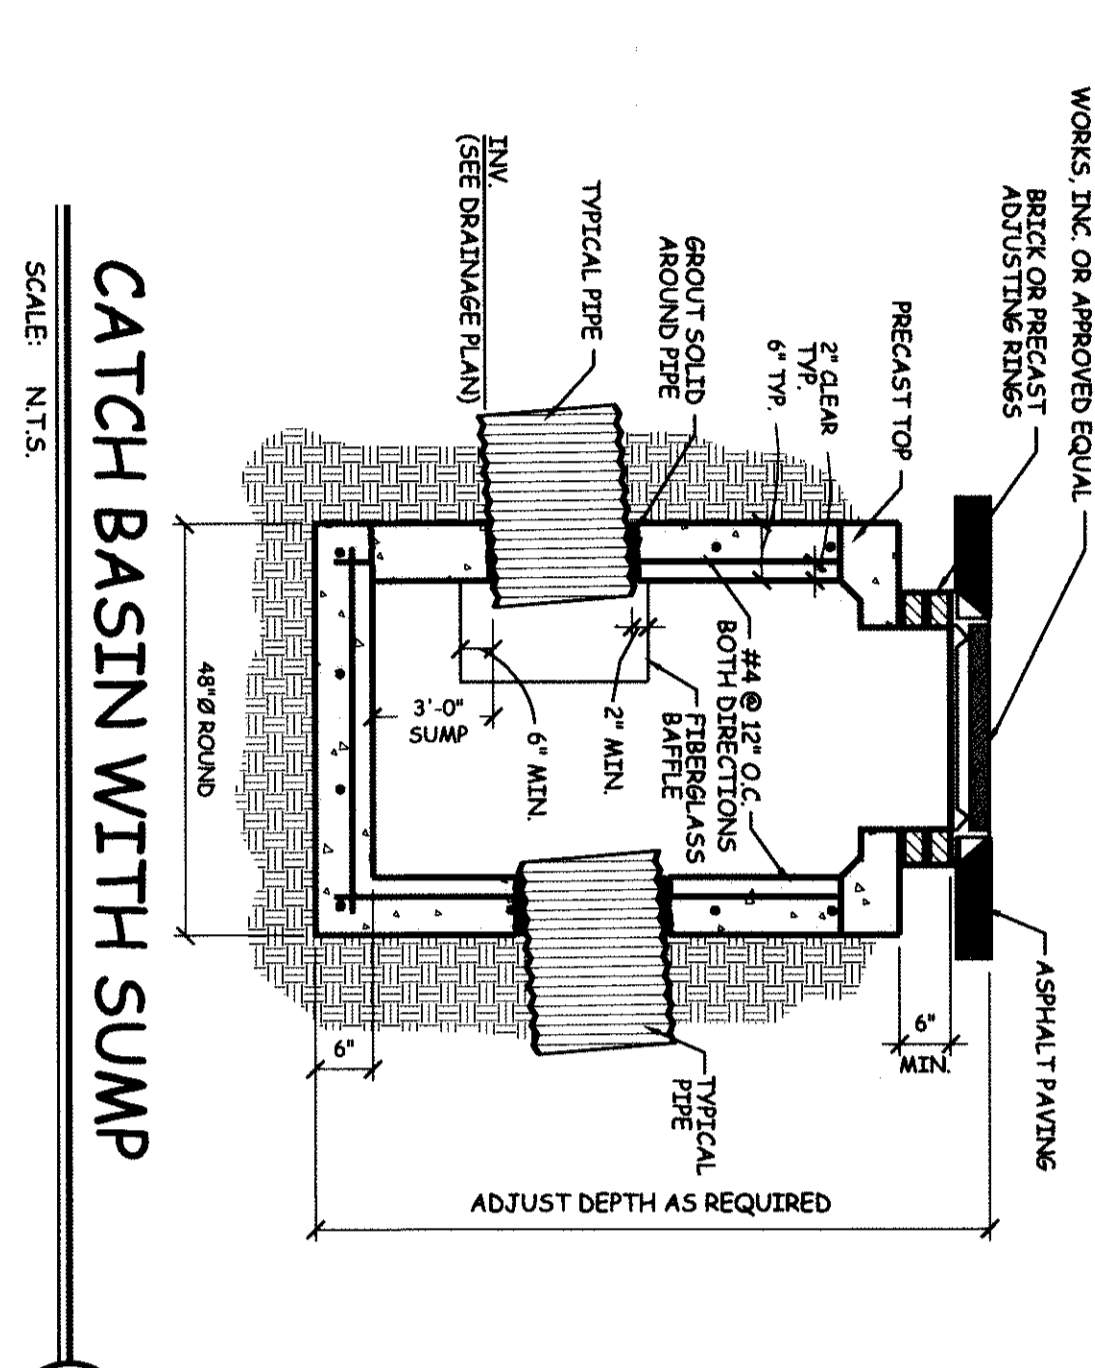 WORKS, INC. OR APPROVED EQUAL
BRICK OR PRECAST
ADJUSTING RINGS
PRECAST TOP
2" CLEAR
TYP.
6" TYP.
GROUT SOLID
AROUND PIPE
TYPICAL PIPE
INV.
(SEE DRAINAGE PLAN)
ASPHALT PAVING
6"
MIN.
#4 @ 12" O.C.
BOTH DIRECTIONS
FIBERGLASS
BAFFLE
2" MIN.
6" MIN.
3'-0"
SUMP
TYPICAL
PIPE
6"
ADJUST DEPTH AS REQUIRED
48"Ø ROUND
CATCH BASIN WITH SUMP
SCALE: N.T.S.